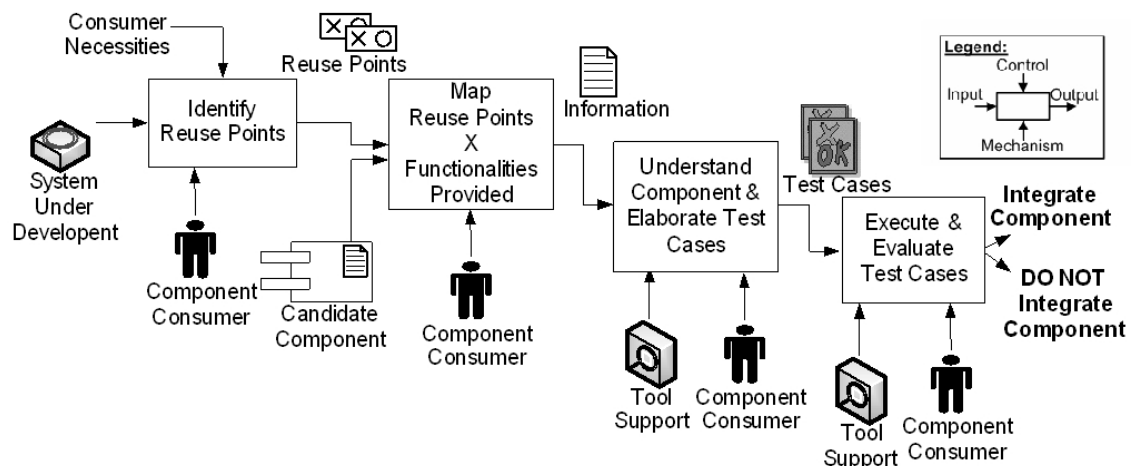 Consumer
Necessities
Reuse Points
Identify
Reuse Points
System
Under
Developent
Component
Consumer
Map
Reuse Points
X
Functionalities
Provided
Candidate
Component
Component
Consumer
Information
Understand
Component &
Elaborate Test
Cases
Tool
Support
Component
Consumer
X
OK
Test Cases
Execute &
Evaluate
Test Cases
Tool
Support
Component
Consumer
Integrate
Component
DO NOT
Integrate
Component
Legend:
Control
Input
Output
Mechanism